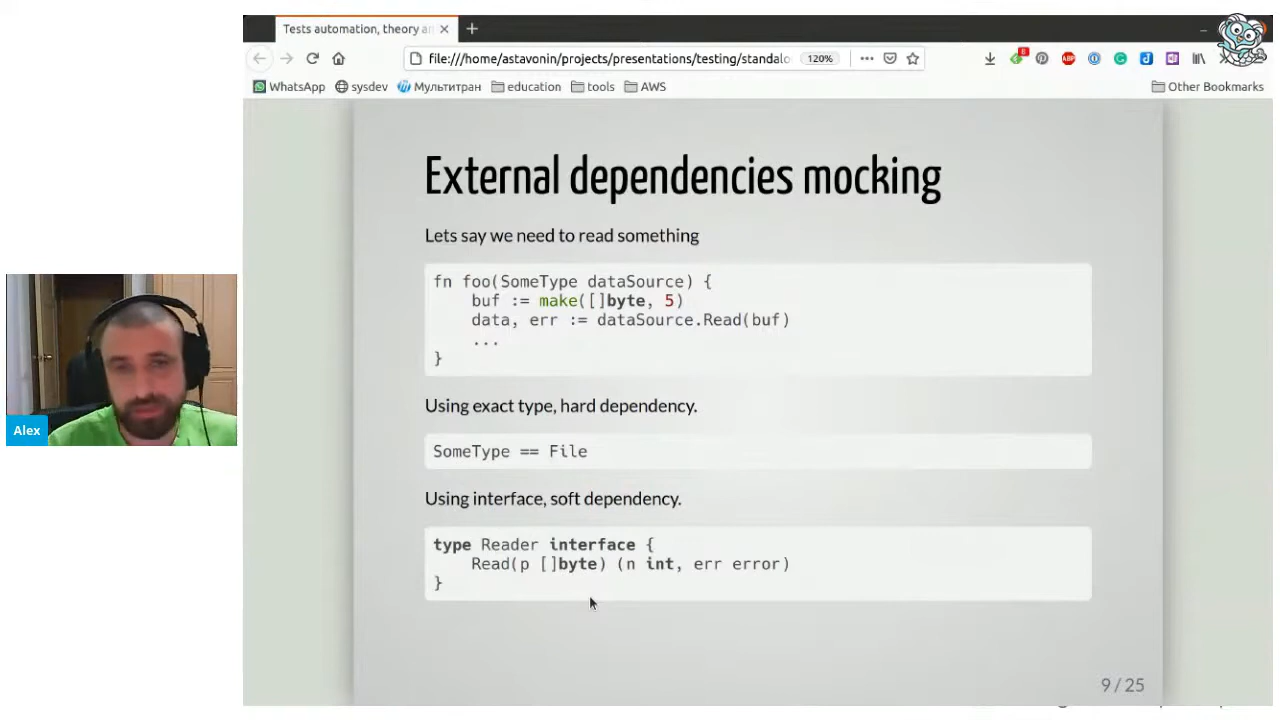 Tests automation, theory an
file:///home/astavonin/projects/presentations/testing/standalo
120%
8
ABP
WhatsApp
sysdev
Мультитран
education
tools
AWS
Other Bookmarks
External dependencies mocking
Lets say we need to read something
fn foo(SomeType dataSource) {
buf := make([]byte, 5)
data, err := dataSource.Read(buf)
...
}
Using exact type, hard dependency.
SomeType == File
Using interface, soft dependency.
type Reader interface {
Read(p []byte) (n int, err error)
}
Alex
9 / 25